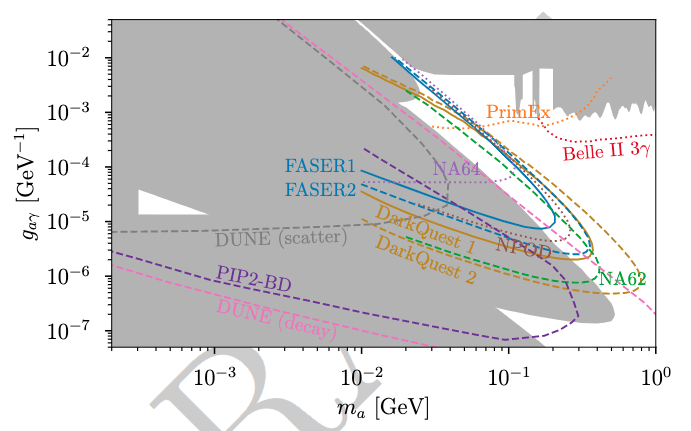 10⁻²
10⁻³
10⁻⁴
10⁻⁵
10⁻⁶
10⁻⁷
g_{aγ} [GeV⁻¹]
PrimEx
Belle II 3γ
NA64
FASER1
FASER2
DarkQuest 1
DUNE (scatter)
NPOD
DarkQuest 2
PIP2-BD
NA62
DUNE (decay)
10⁻³
10⁻²
10⁻¹
10⁰
m_a [GeV]